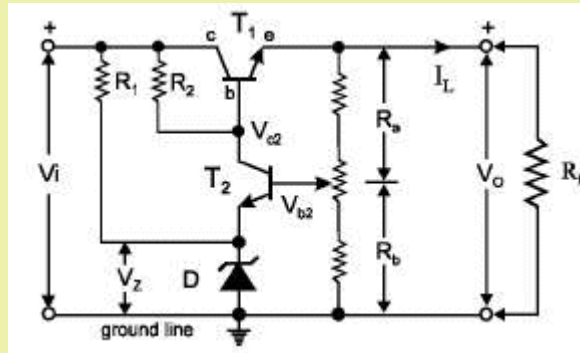 +
c T1 e
+
R1
R2
b
IL
Vc2
Ra
Vi
T2
Vb2
Vo
Rb
VZ
D
ground line